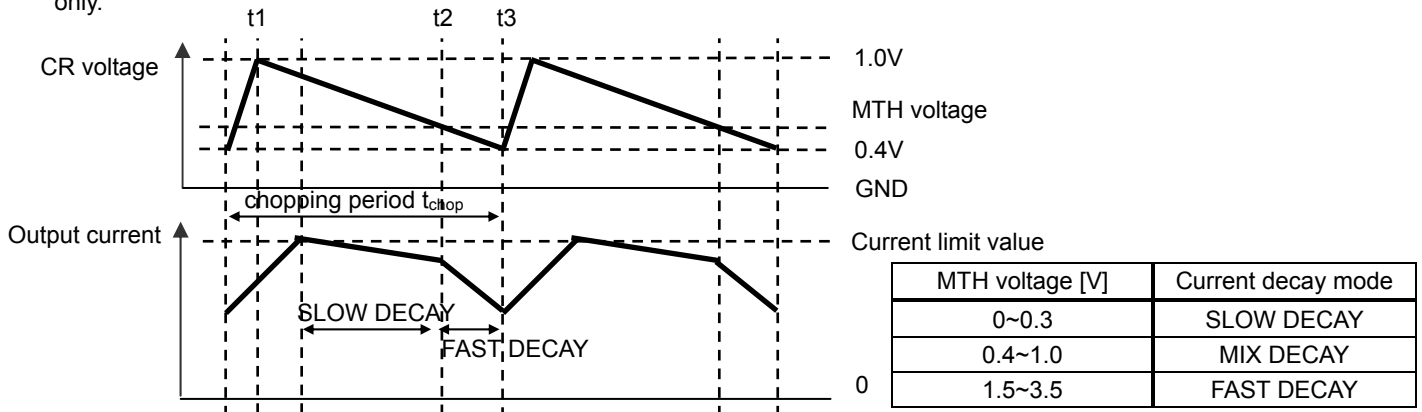 only.
t1 t2 t3
CR voltage
1.0V
MTH voltage
0.4V
GND
chopping period tchop
Output current
Current limit value
SLOW DECAY
FAST DECAY
0
MTH voltage [V] Current decay mode
0~0.3 SLOW DECAY
0.4~1.0 MIX DECAY
1.5~3.5 FAST DECAY